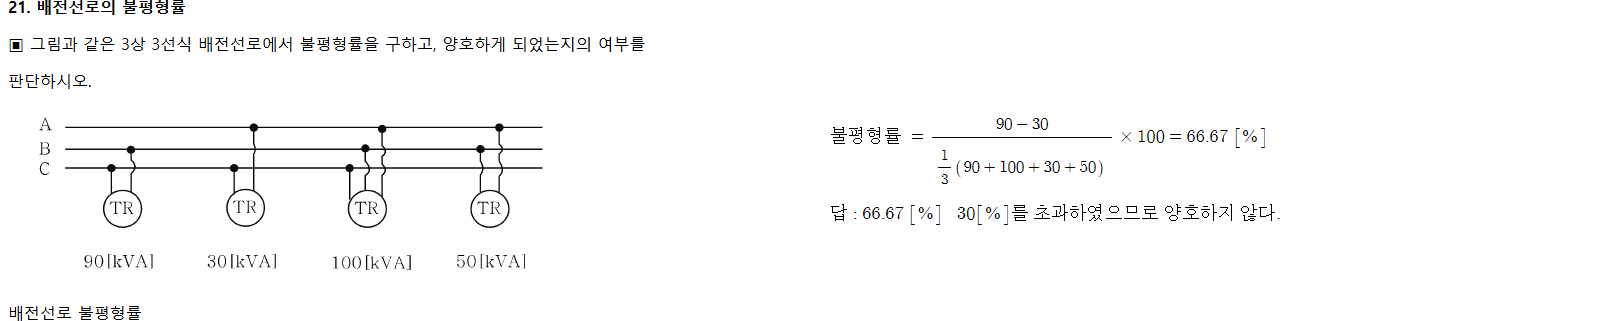 21. 배전선로의 불평형률
▣ 그림과 같은 3상 3선식 배전선로에서 불평형률을 구하고, 양호하게 되었는지의 여부를
판단하시오.
A
B
C
TR TR TR TR
90[kVA] 30[kVA] 100[kVA] 50[kVA]
배전선로 불평형률
불평형률 = \frac{90-30}{\frac{1}{3}(90+100+30+50)} × 100 = 66.67 [%]
답 : 66.67 [%] 30[%]를 초과하였으므로 양호하지 않다.